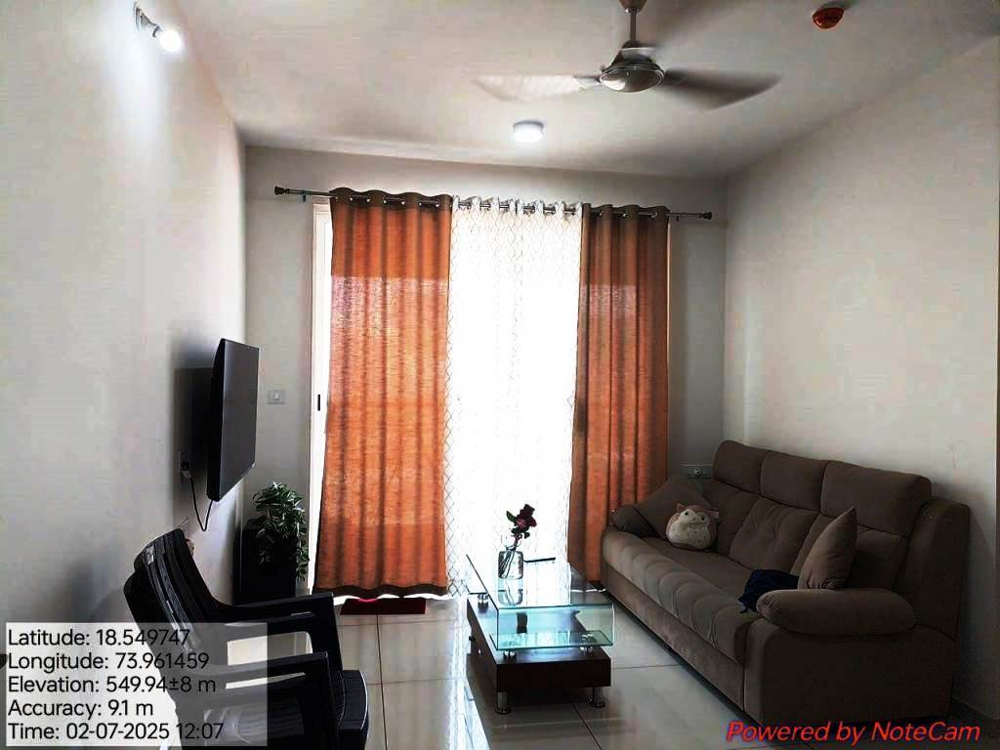 Latitude: 18.549747
Longitude: 73.961459
Elevation: 549.94±8 m
Accuracy: 9.1 m
Time: 02-07-2025 12:07
Powered by NoteCam